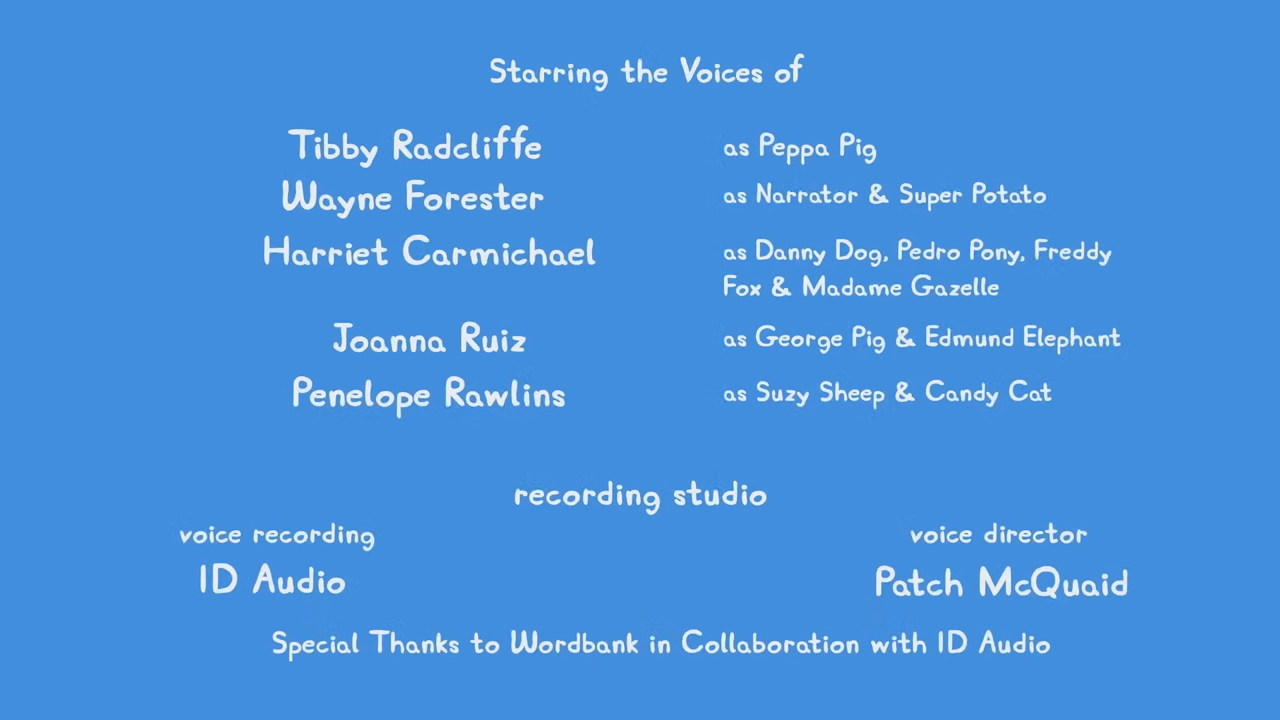 Starring the Voices of
Tibby Radcliffe as Peppa Pig
Wayne Forester as Narrator & Super Potato
Harriet Carmichael as Danny Dog, Pedro Pony, Freddy
Fox & Madame Gazelle
Joanna Ruiz as George Pig & Edmund Elephant
Penelope Rawlins as Suzy Sheep & Candy Cat
recording studio
voice recording voice director
ID Audio Patch McQuaid
Special Thanks to Wordbank in Collaboration with ID Audio